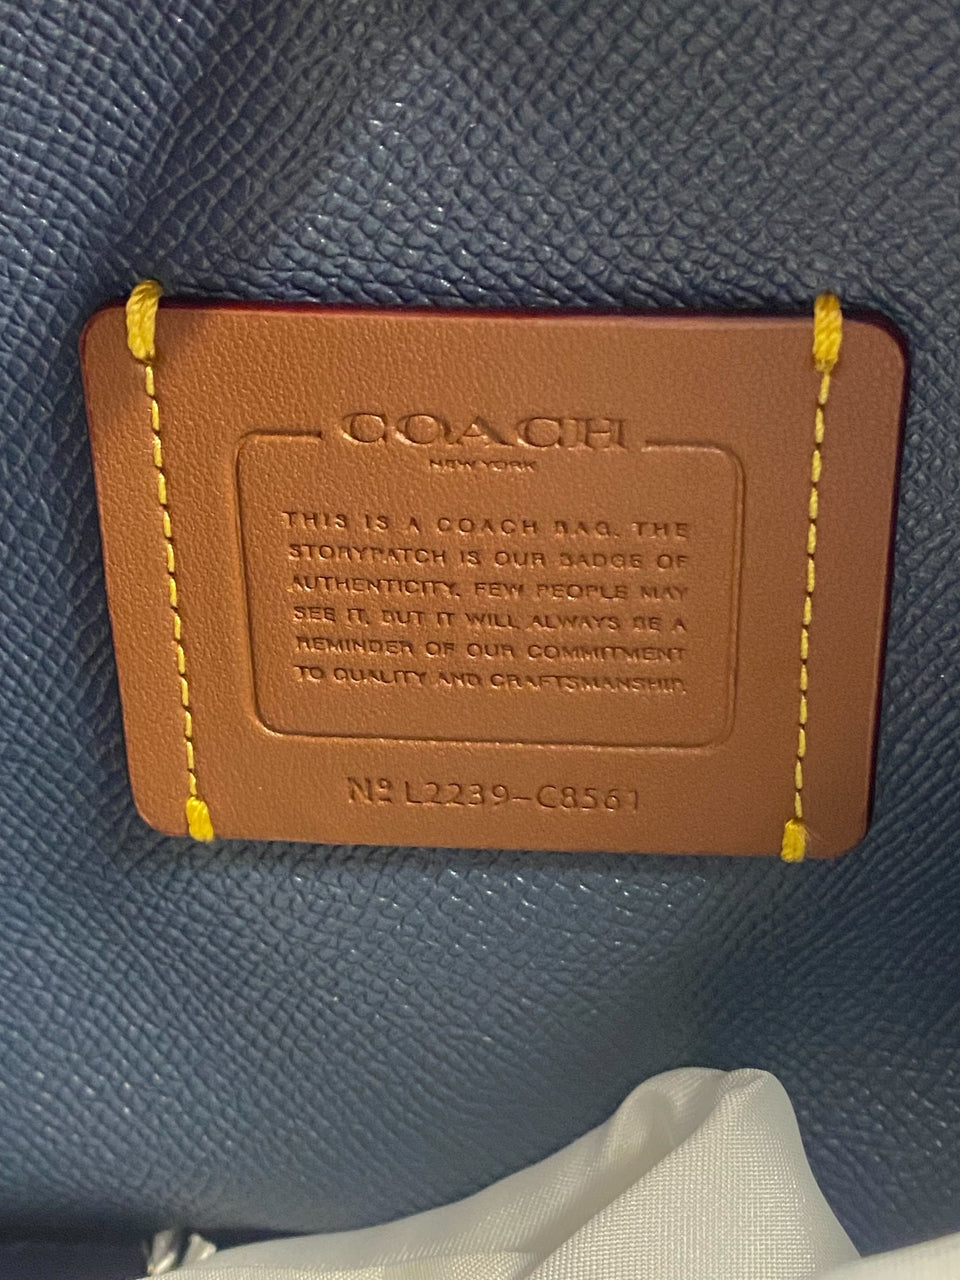 COACH
NEW YORK
THIS IS A COACH BAG. THE
STORYPATCH IS OUR BADGE OF
AUTHENTICITY. FEW PEOPLE MAY
SEE IT, BUT IT WILL ALWAYS BE A
REMINDER OF OUR COMMITMENT
TO QUALITY AND CRAFTSMANSHIP.
Nº L2239-C8561